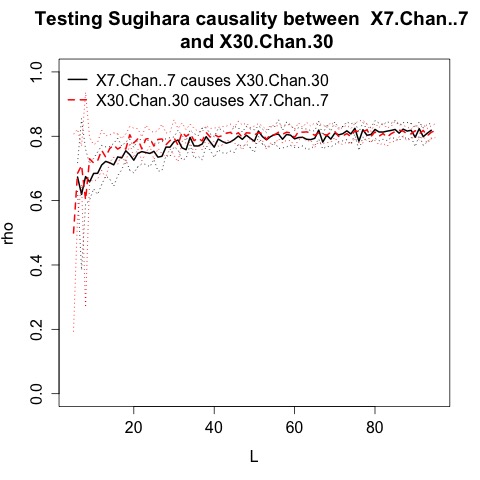 Testing Sugihara causality between  X7.Chan..7
and X30.Chan.30
X7.Chan..7 causes X30.Chan.30
X30.Chan.30 causes X7.Chan..7
rho
1.0
0.8
0.6
0.4
0.2
0.0
20 40 60 80
L